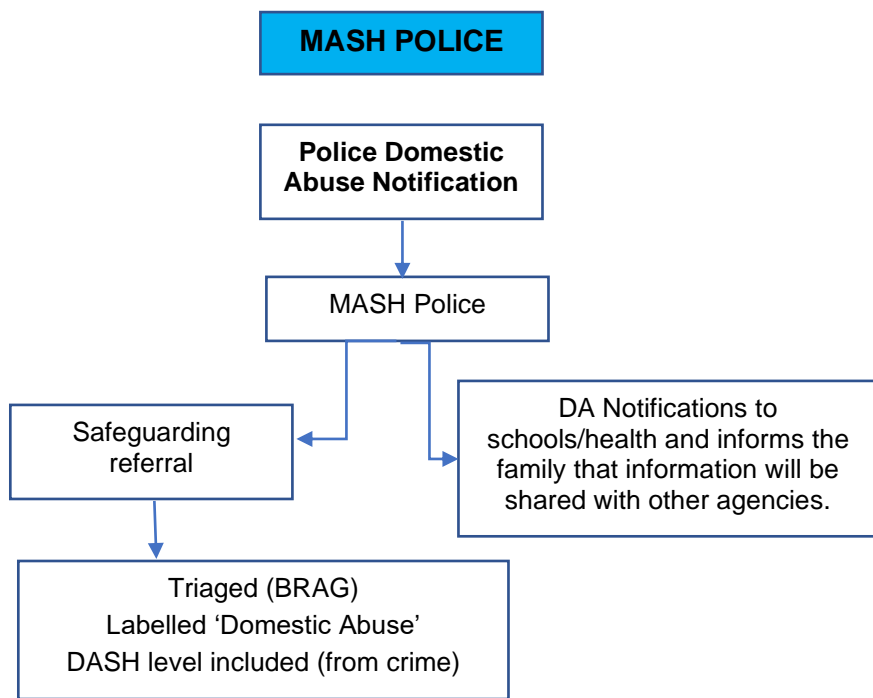 MASH POLICE
Police Domestic
Abuse Notification
MASH Police
Safeguarding
referral
DA Notifications to
schools/health and informs the
family that information will be
shared with other agencies.
Triaged (BRAG)
Labelled ‘Domestic Abuse’
DASH level included (from crime)